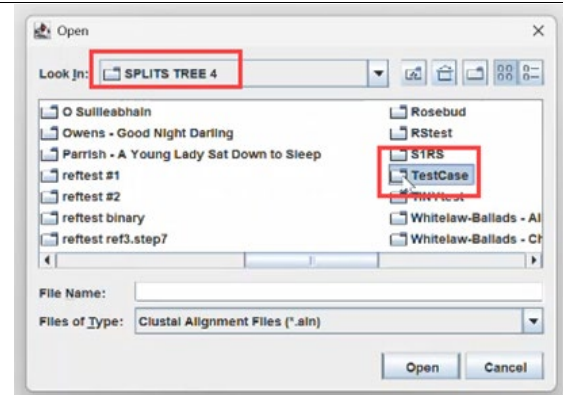 Open
Look In: SPLITS TREE 4
O Suilleabhain
Owens - Good Night Darling
Parrish - A Young Lady Sat Down to Sleep
reftest #1
reftest #2
reftest binary
reftest ref3.step7
Rosebud
RStest
S1RS
TestCase
TINYtest
Whitelaw-Ballads - Al
Whitelaw-Ballads - Ch
File Name:
Files of Type: Clustal Alignment Files (*.aln)
Open Cancel